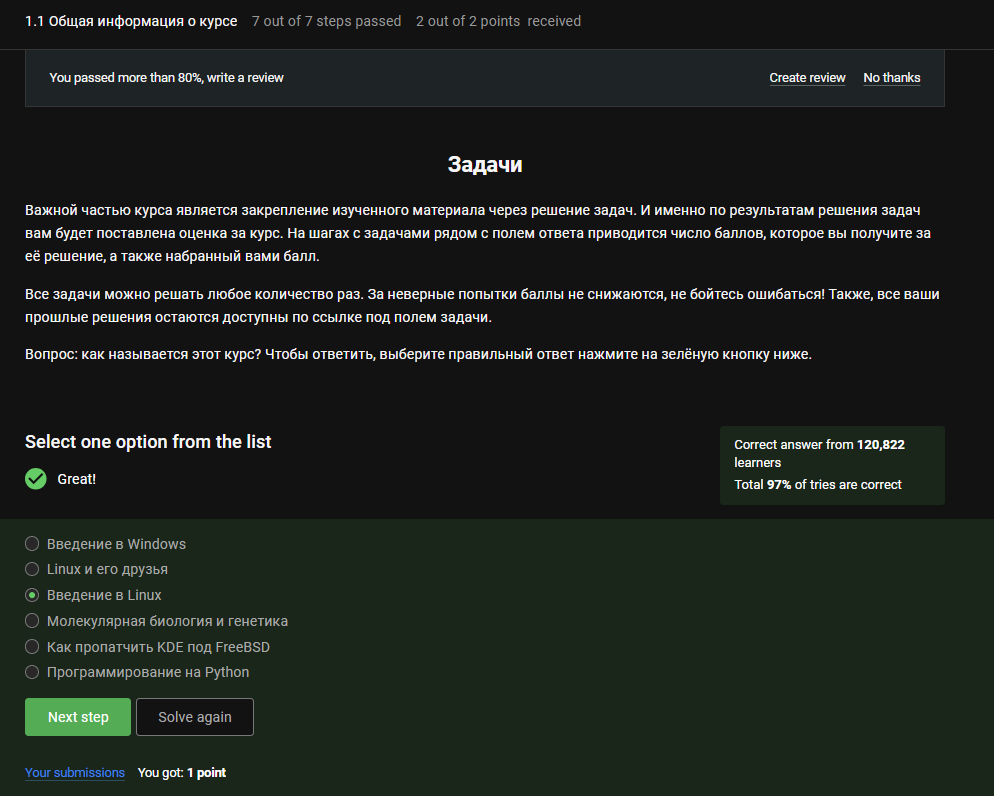 1.1 Общая информация о курсе 7 out of 7 steps passed 2 out of 2 points received
You passed more than 80%, write a review Create review No thanks
Задачи
Важной частью курса является закрепление изученного материала через решение задач. И именно по результатам решения задач
вам будет поставлена оценка за курс. На шагах с задачами рядом с полем ответа приводится число баллов, которое вы получите за
её решение, а также набранный вами балл.
Все задачи можно решать любое количество раз. За неверные попытки баллы не снижаются, не бойтесь ошибаться! Также, все ваши
прошлые решения остаются доступны по ссылке под полем задачи.
Вопрос: как называется этот курс? Чтобы ответить, выберите правильный ответ нажмите на зелёную кнопку ниже.
Select one option from the list
Great!
Correct answer from 120,822
learners
Total 97% of tries are correct
Введение в Windows
Linux и его друзья
Введение в Linux
Молекулярная биология и генетика
Как пропатчить KDE под FreeBSD
Программирование на Python
Next step Solve again
Your submissions You got: 1 point